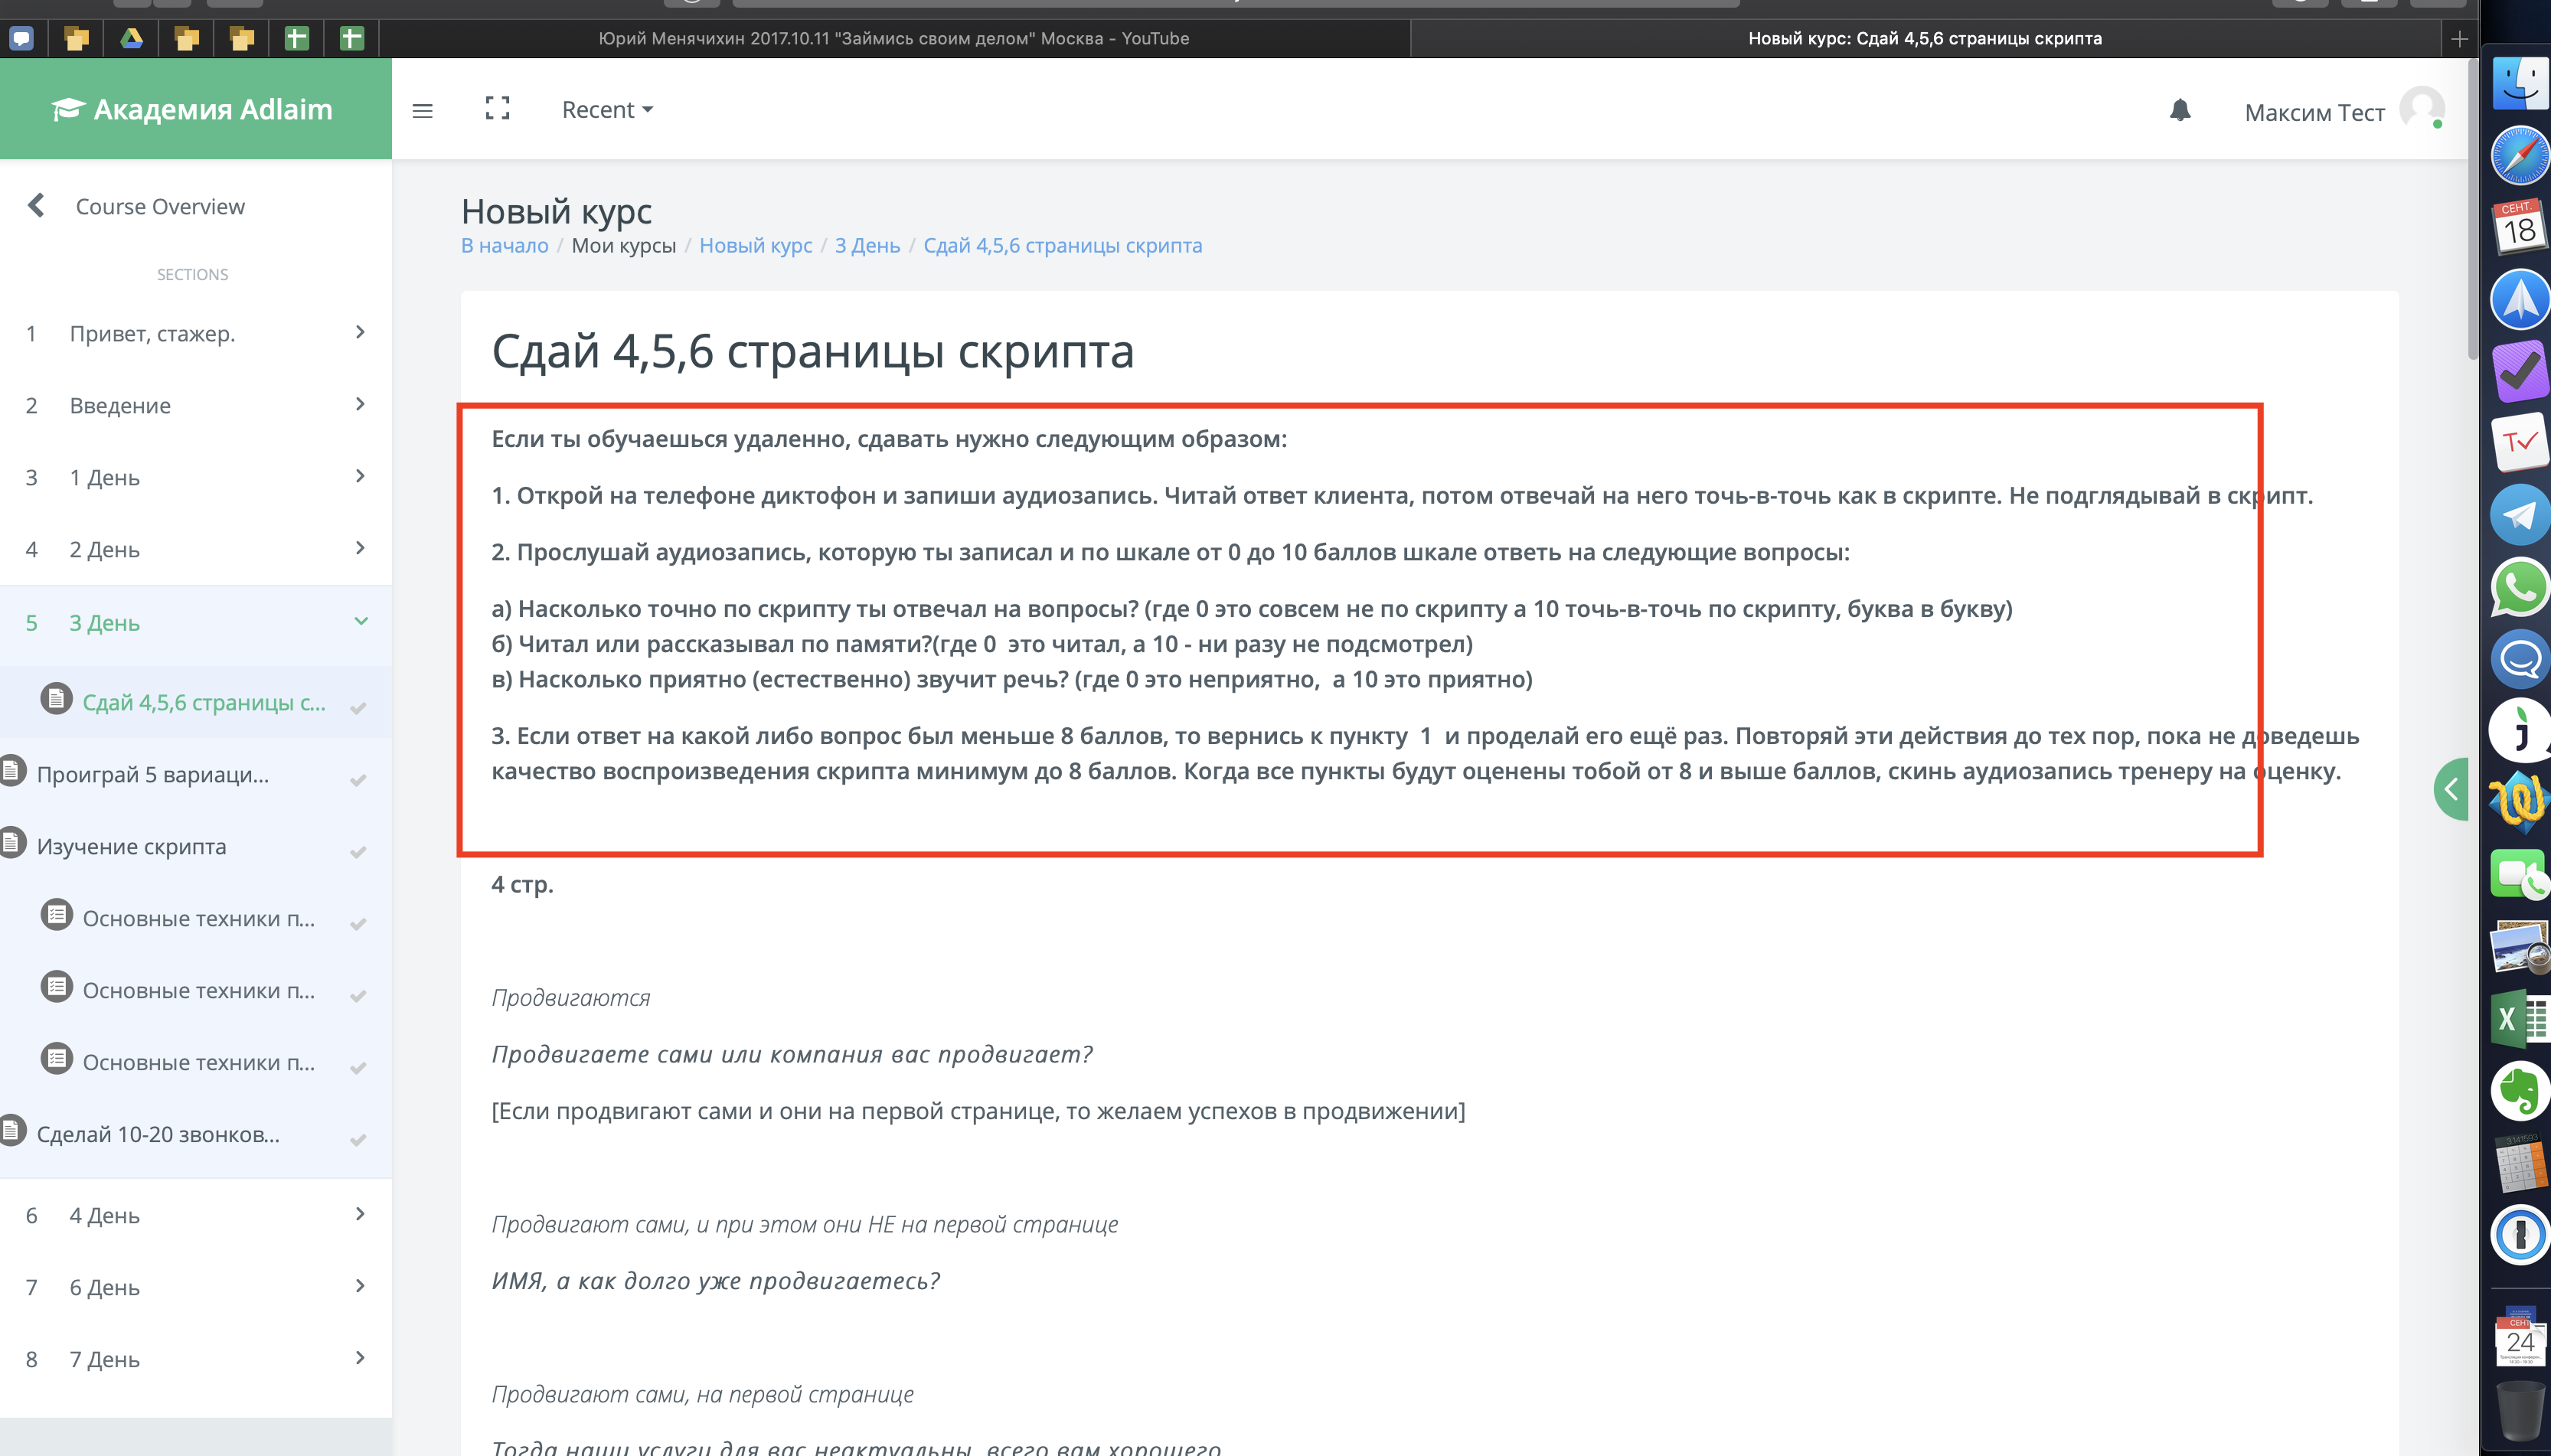 Юрий Менячихин 2017.10.11 "Займись своим делом" Москва - YouTube
Новый курс: Сдай 4,5,6 страницы скрипта
Академия Adlaim
Recent
Максим Тест
Course Overview
SECTIONS
1 Привет, стажер.
2 Введение
3 1 День
4 2 День
5 3 День
Сдай 4,5,6 страницы с...
Проиграй 5 вариаци...
Изучение скрипта
Основные техники п...
Основные техники п...
Основные техники п...
Сделай 10-20 звонков...
6 4 День
7 6 День
8 7 День
Новый курс
В начало / Мои курсы / Новый курс / 3 День / Сдай 4,5,6 страницы скрипта
Сдай 4,5,6 страницы скрипта
Если ты обучаешься удаленно, сдавать нужно следующим образом:
1. Открой на телефоне диктофон и запиши аудиозапись. Читай ответ клиента, потом отвечай на него точь-в-точь как в скрипте. Не подглядывай в скрипт.
2. Прослушай аудиозапись, которую ты записал и по шкале от 0 до 10 баллов шкале ответь на следующие вопросы:
а) Насколько точно по скрипту ты отвечал на вопросы? (где 0 это совсем не по скрипту а 10 точь-в-точь по скрипту, буква в букву)
б) Читал или рассказывал по памяти?(где 0  это читал, а 10 - ни разу не подсмотрел)
в) Насколько приятно (естественно) звучит речь? (где 0 это неприятно,  а 10 это приятно)
3. Если ответ на какой либо вопрос был меньше 8 баллов, то вернись к пункту  1  и проделай его ещё раз. Повторяй эти действия до тех пор, пока не доведешь
качество воспроизведения скрипта минимум до 8 баллов. Когда все пункты будут оценены тобой от 8 и выше баллов, скинь аудиозапись тренеру на оценку.
4 стр.
Продвигаются
Продвигаете сами или компания вас продвигает?
[Если продвигают сами и они на первой странице, то желаем успехов в продвижении]
Продвигают сами, и при этом они НЕ на первой странице
ИМЯ, а как долго уже продвигаетесь?
Продвигают сами, на первой странице
Тогда наши услуги для вас неактуальны, всего вам хорошего
СЕНТ.
18
3,141593
24